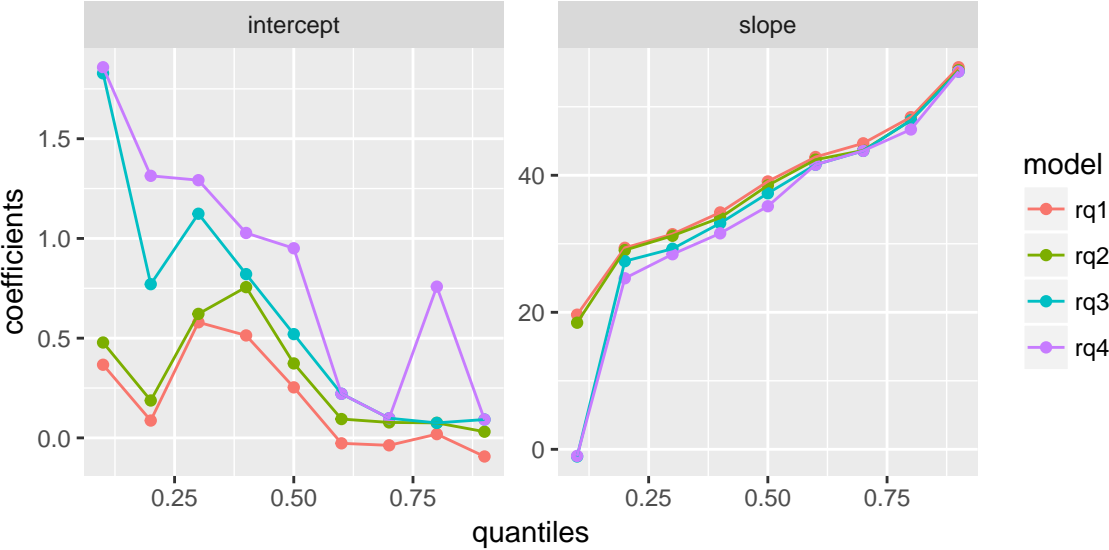 intercept
slope
coefficients
1.5
1.0
0.5
0.0
40
20
0
0.25
0.50
0.75
0.25
0.50
0.75
quantiles
model
rq1
rq2
rq3
rq4